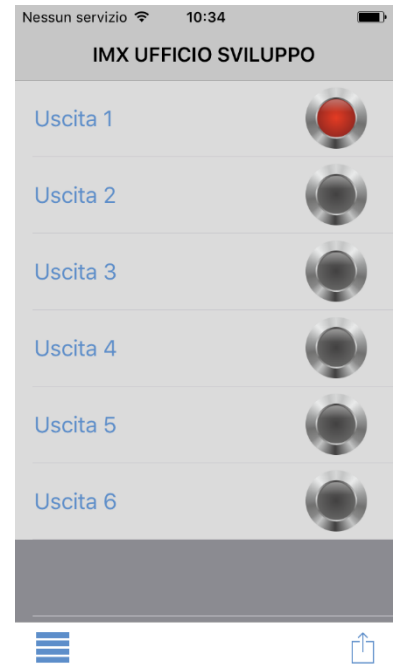 Nessun servizio 10:34
IMX UFFICIO SVILUPPO
Uscita 1
Uscita 2
Uscita 3
Uscita 4
Uscita 5
Uscita 6